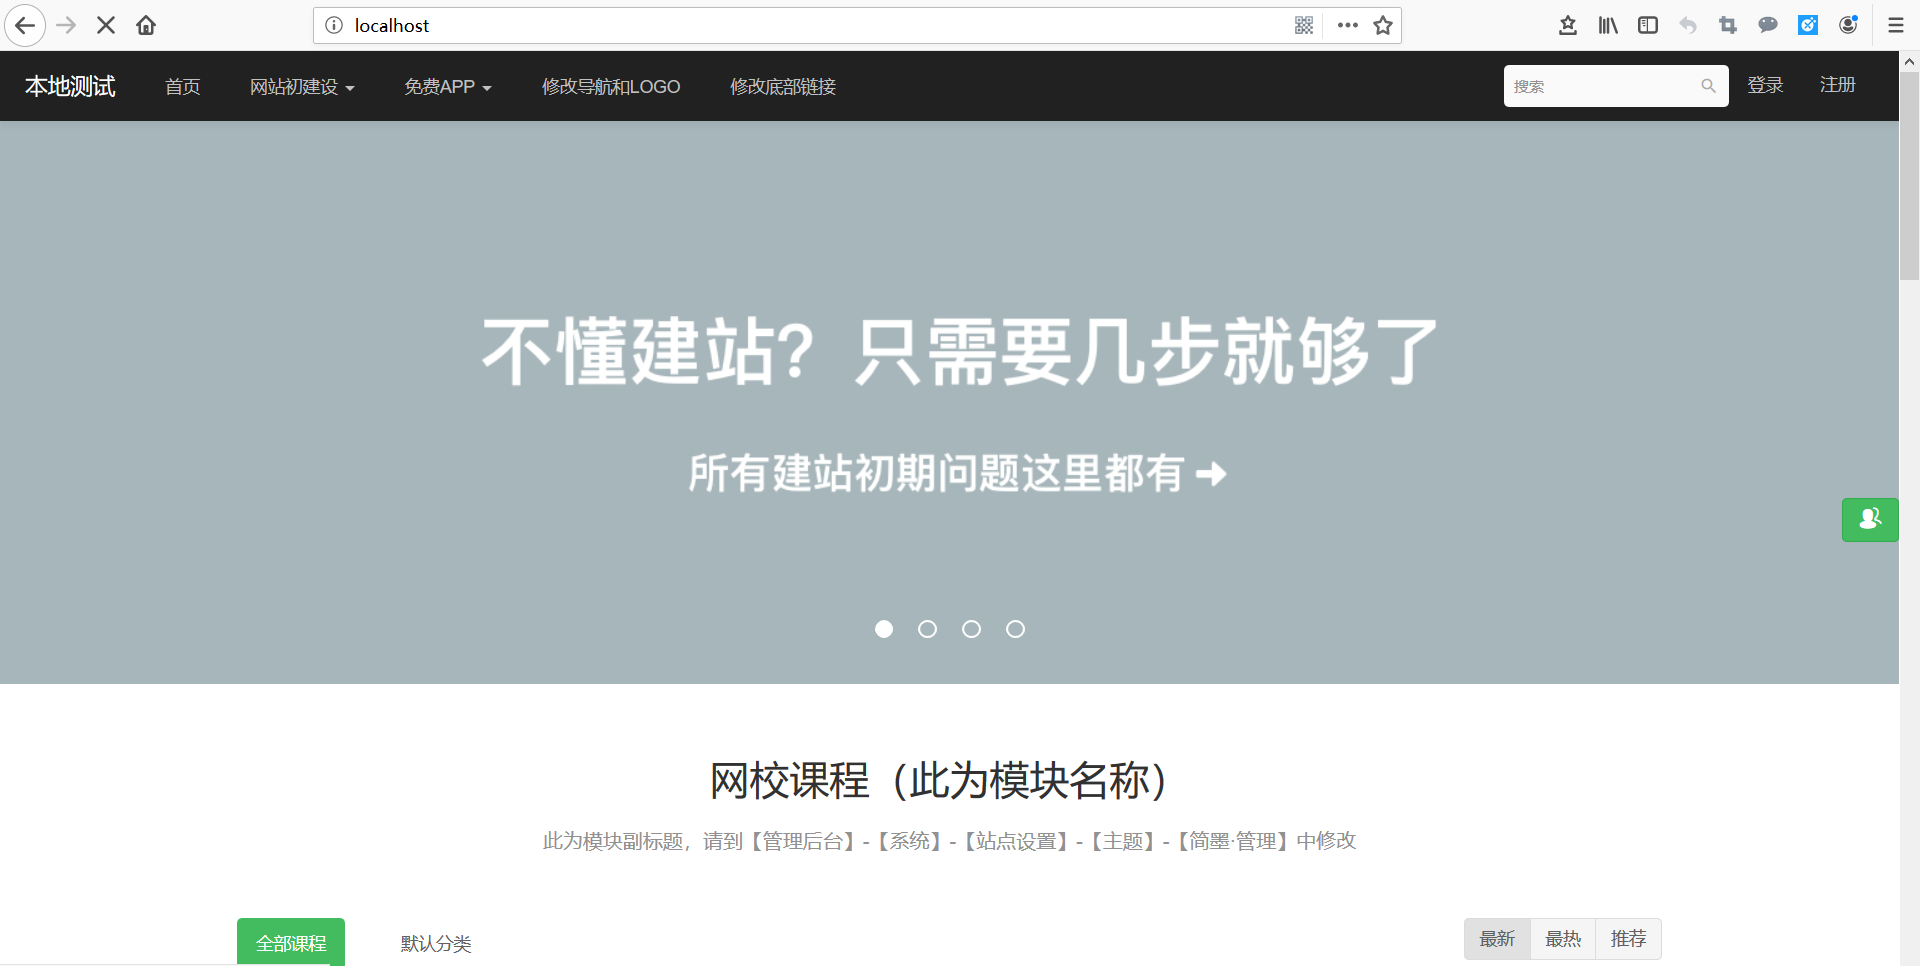 localhost
本地测试 首页 网站初建设 免费APP 修改导航和LOGO 修改底部链接 搜索 登录 注册
不懂建站？只需要几步就够了
所有建站初期问题这里都有
网校课程（此为模块名称）
此为模块副标题，请到【管理后台】-【系统】-【站点设置】-【主题】-【简墨·管理】中修改
全部课程 默认分类 最新 最热 推荐